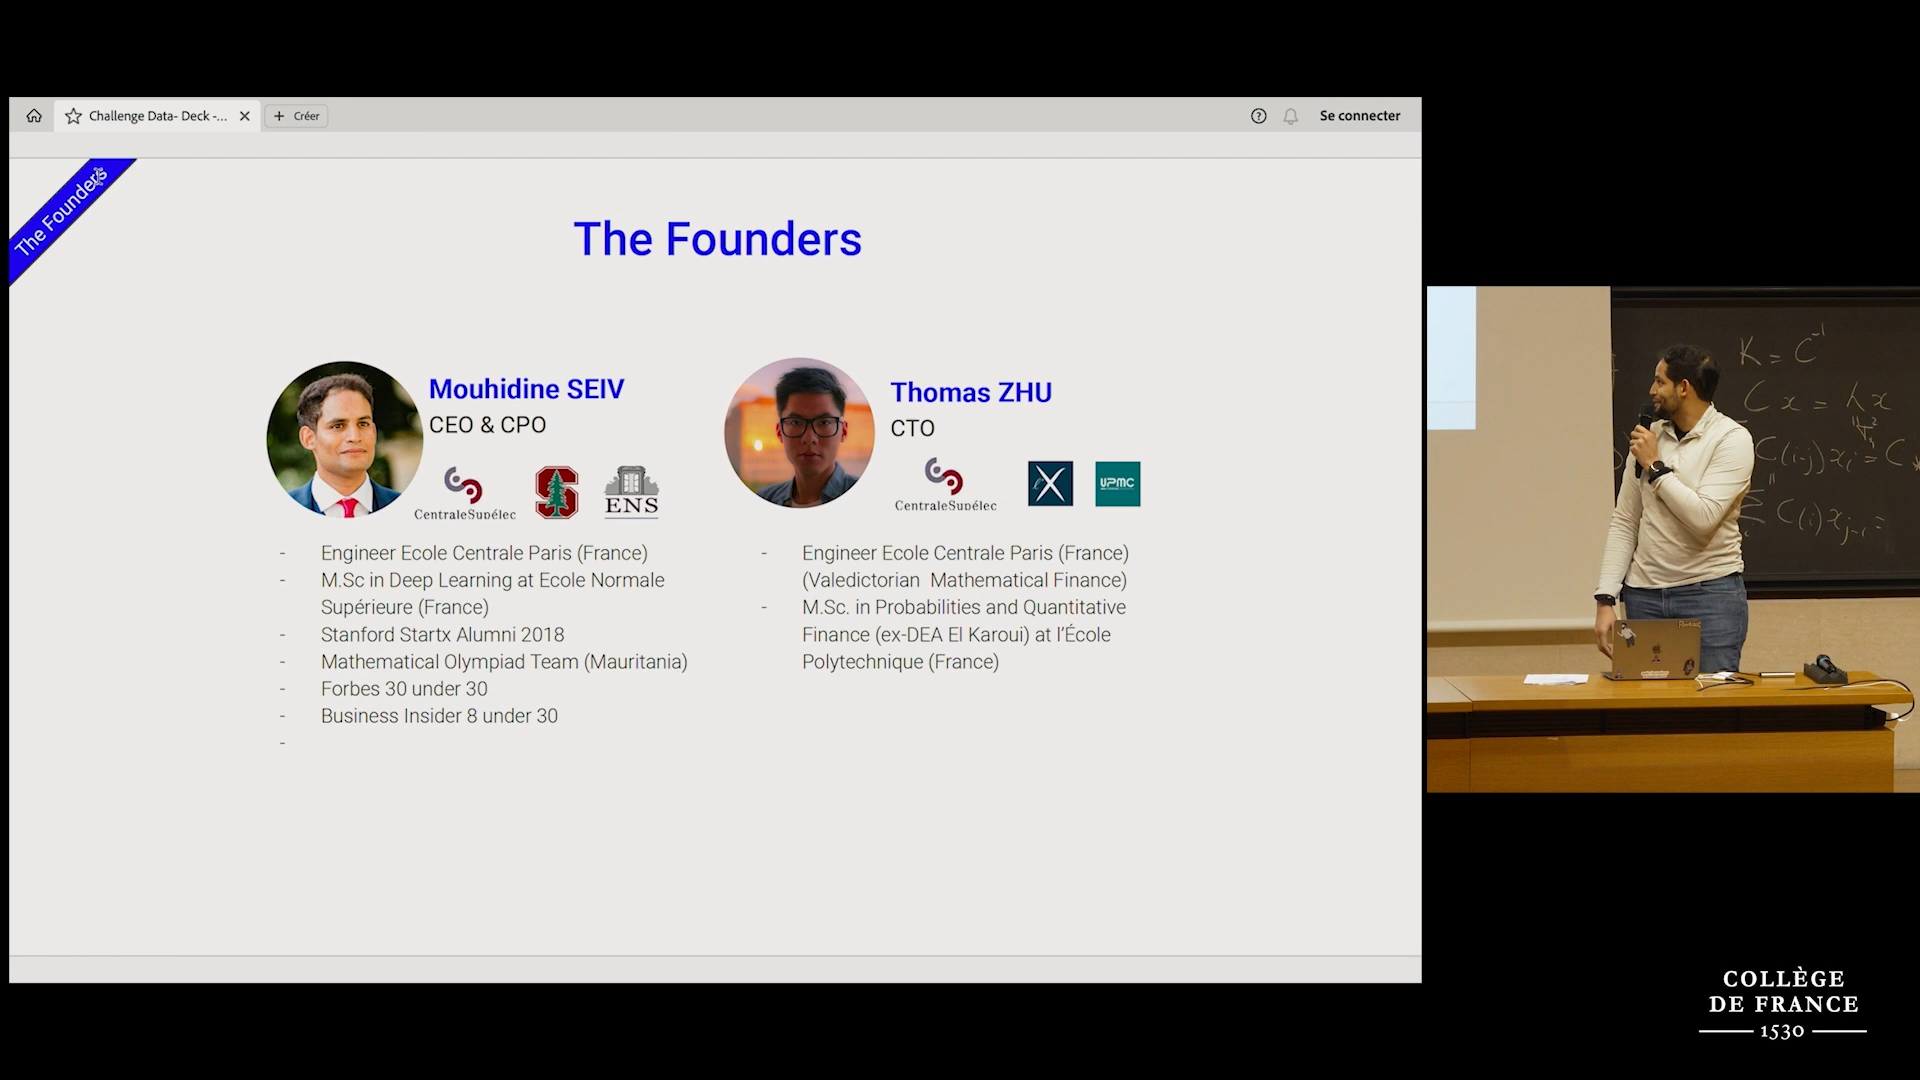 Challenge Data- Deck -...
Créer
Se connecter
The Founders
The Founders
Mouhidine SEIV
CEO & CPO
CentraleSupélec
S
ENS
- Engineer Ecole Centrale Paris (France)
- M.Sc in Deep Learning at Ecole Normale
Supérieure (France)
- Stanford Startx Alumni 2018
- Mathematical Olympiad Team (Mauritania)
- Forbes 30 under 30
- Business Insider 8 under 30
-
Thomas ZHU
CTO
CentraleSupélec
X
UPMC
- Engineer Ecole Centrale Paris (France)
(Valedictorian Mathematical Finance)
- M.Sc. in Probabilities and Quantitative
Finance (ex-DEA El Karoui) at l'École
Polytechnique (France)
K = C⁻¹
C x = λ x
C(i-j) x_i = C
C(i) x_{j-i} =
COLLÈGE
DE FRANCE
1530